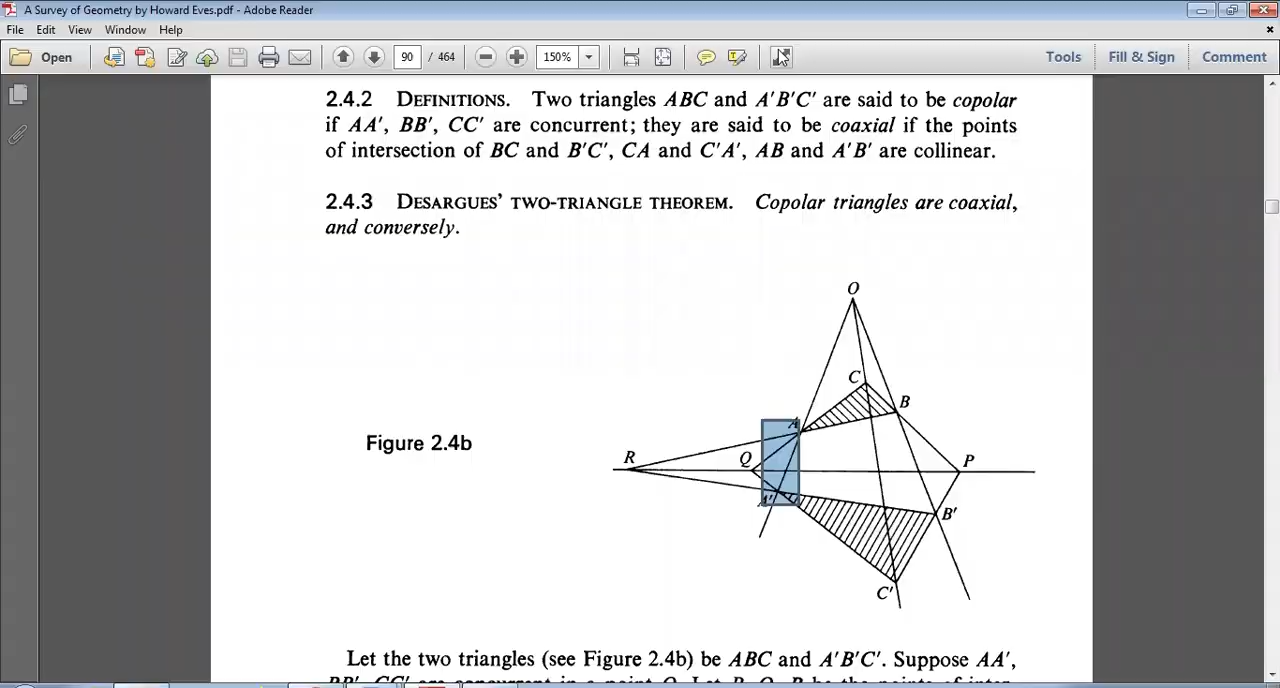 A Survey of Geometry by Howard Eves.pdf - Adobe Reader
File Edit View Window Help
Open 90 / 464 150% Tools Fill & Sign Comment
2.4.2 DEFINITIONS. Two triangles ABC and A'B'C' are said to be copolar
if AA', BB', CC' are concurrent; they are said to be coaxial if the points
of intersection of BC and B'C', CA and C'A', AB and A'B' are collinear.
2.4.3 DESARGUES' TWO-TRIANGLE THEOREM. Copolar triangles are coaxial,
and conversely.
O
C
B
A
Figure 2.4b
R
Q
P
A'
B'
C'
Let the two triangles (see Figure 2.4b) be ABC and A'B'C'. Suppose AA',